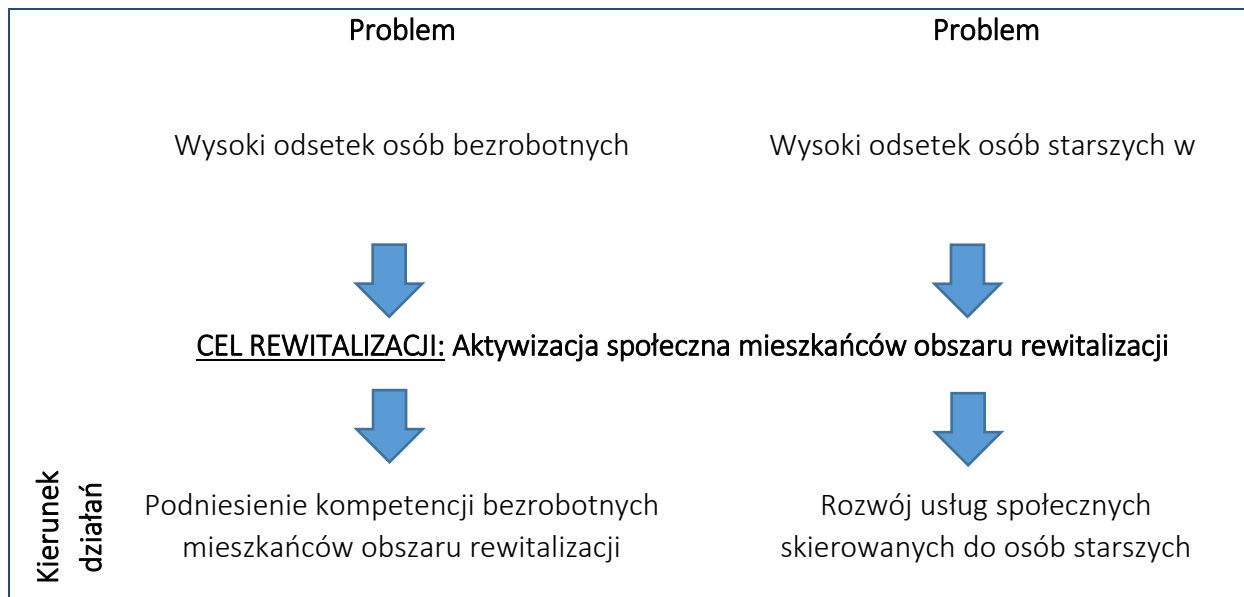 Problem
Problem
Wysoki odsetek osób bezrobotnych
Wysoki odsetek osób starszych w
CEL REWITALIZACJI: Aktywizacja społeczna mieszkańców obszaru rewitalizacji
Kierunek
działań
Podniesienie kompetencji bezrobotnych
mieszkańców obszaru rewitalizacji
Rozwój usług społecznych
skierowanych do osób starszych